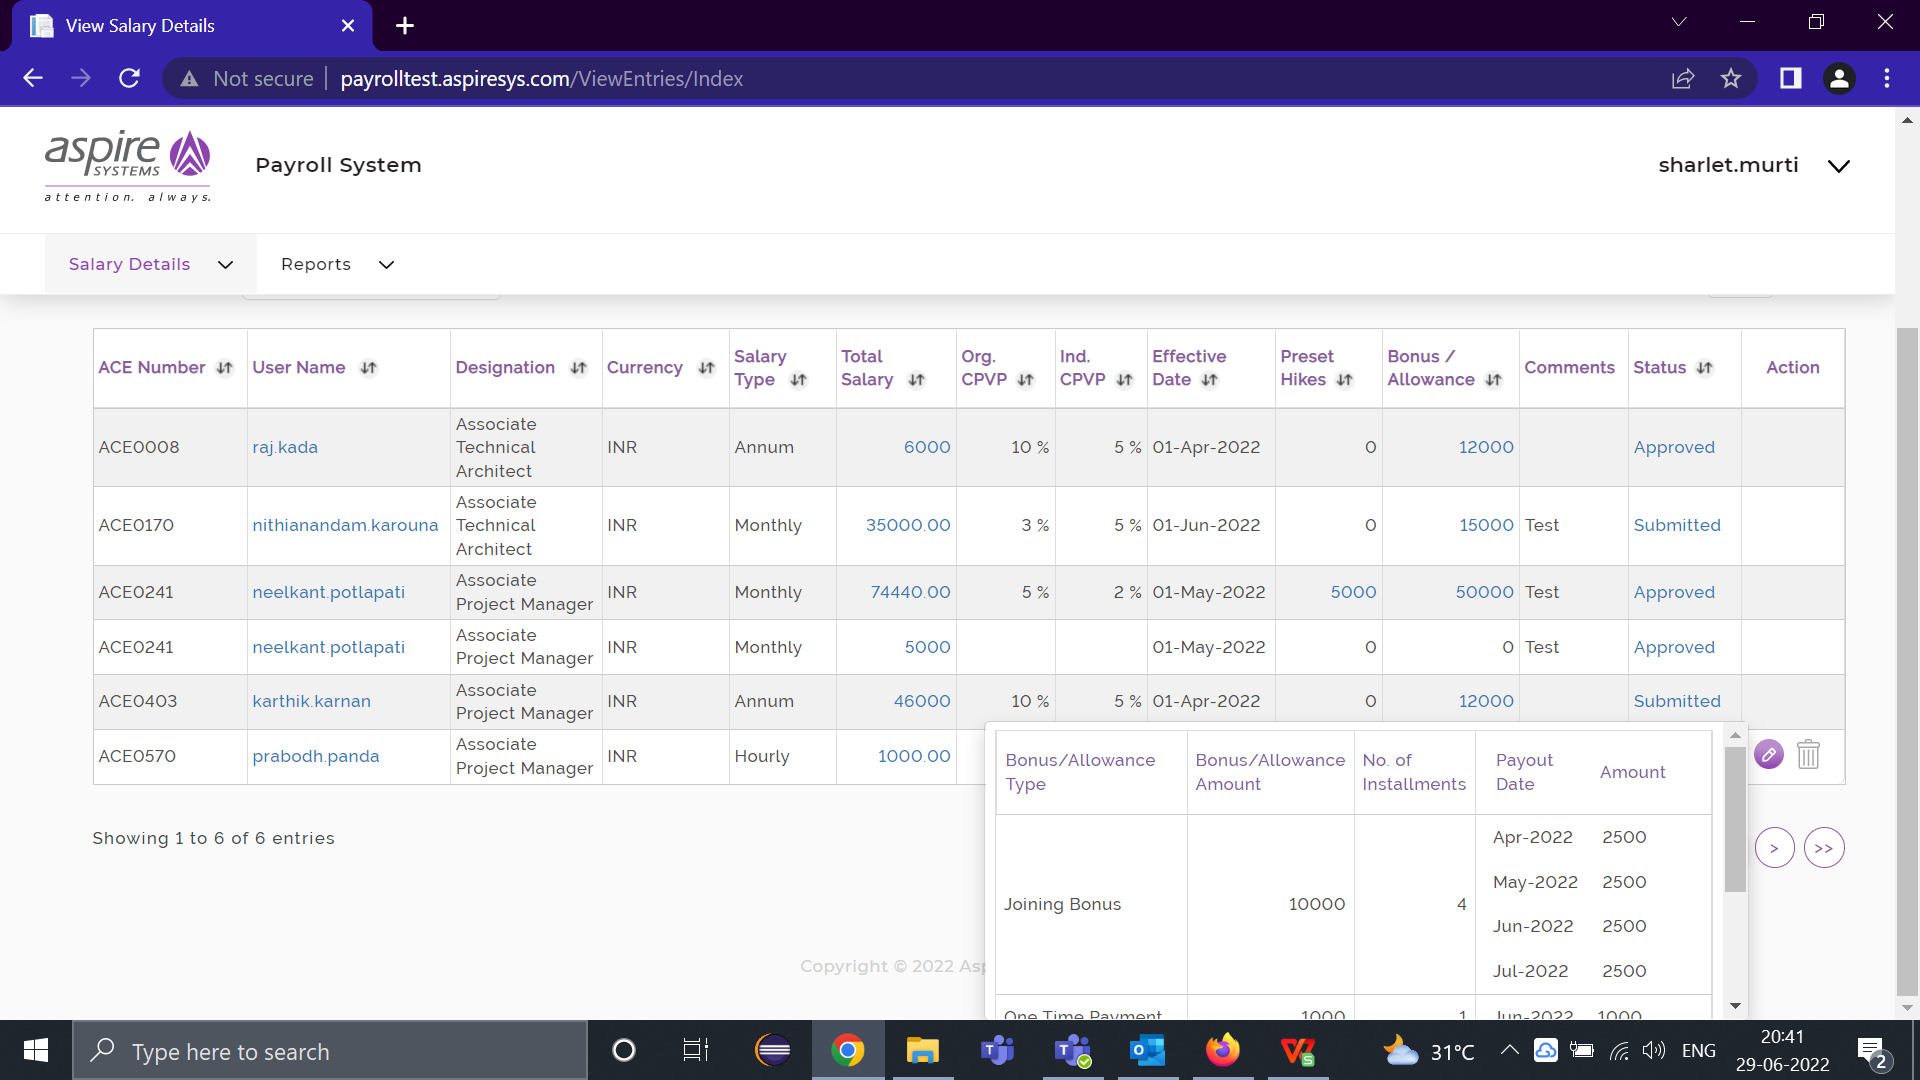 View Salary Details
Not secure
payrolltest.aspiresys.com/ViewEntries/Index
aspire
SYSTEMS
attention. always.
Payroll System
sharlet.murti
Salary Details
Reports
ACE Number User Name Designation Currency Salary Type Total Salary Org. CPVP Ind. CPVP Effective Date Preset Hikes Bonus / Allowance Comments Status Action
ACE0008 raj.kada Associate Technical Architect INR Annum 6000 10 % 5 % 01-Apr-2022 0 12000 Approved
ACE0170 nithianandam.karouna Associate Technical Architect INR Monthly 35000.00 3 % 5 % 01-Jun-2022 0 15000 Test Submitted
ACE0241 neelkant.potlapati Associate Project Manager INR Monthly 74440.00 5 % 2 % 01-May-2022 5000 50000 Test Approved
ACE0241 neelkant.potlapati Associate Project Manager INR Monthly 5000 01-May-2022 0 0 Test Approved
ACE0403 karthik.karnan Associate Project Manager INR Annum 46000 10 % 5 % 01-Apr-2022 0 12000 Submitted
ACE0570 prabodh.panda Associate Project Manager INR Hourly 1000.00
Bonus/Allowance Type Bonus/Allowance Amount No. of Installments Payout Date Amount
Joining Bonus 10000 4
Apr-2022 2500
May-2022 2500
Jun-2022 2500
Jul-2022 2500
One Time Payment 1000 1 Jun-2022 1000
Showing 1 to 6 of 6 entries
> >>
Copyright © 2022 Asp
Type here to search
31°C
ENG
20:41
29-06-2022
2